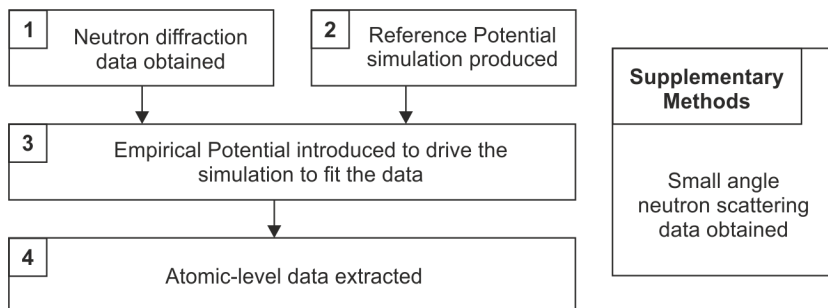 1
Neutron diffraction
data obtained
2
Reference Potential
simulation produced
3
Empirical Potential introduced to drive the
simulation to fit the data
4
Atomic-level data extracted
Supplementary
Methods
Small angle
neutron scattering
data obtained